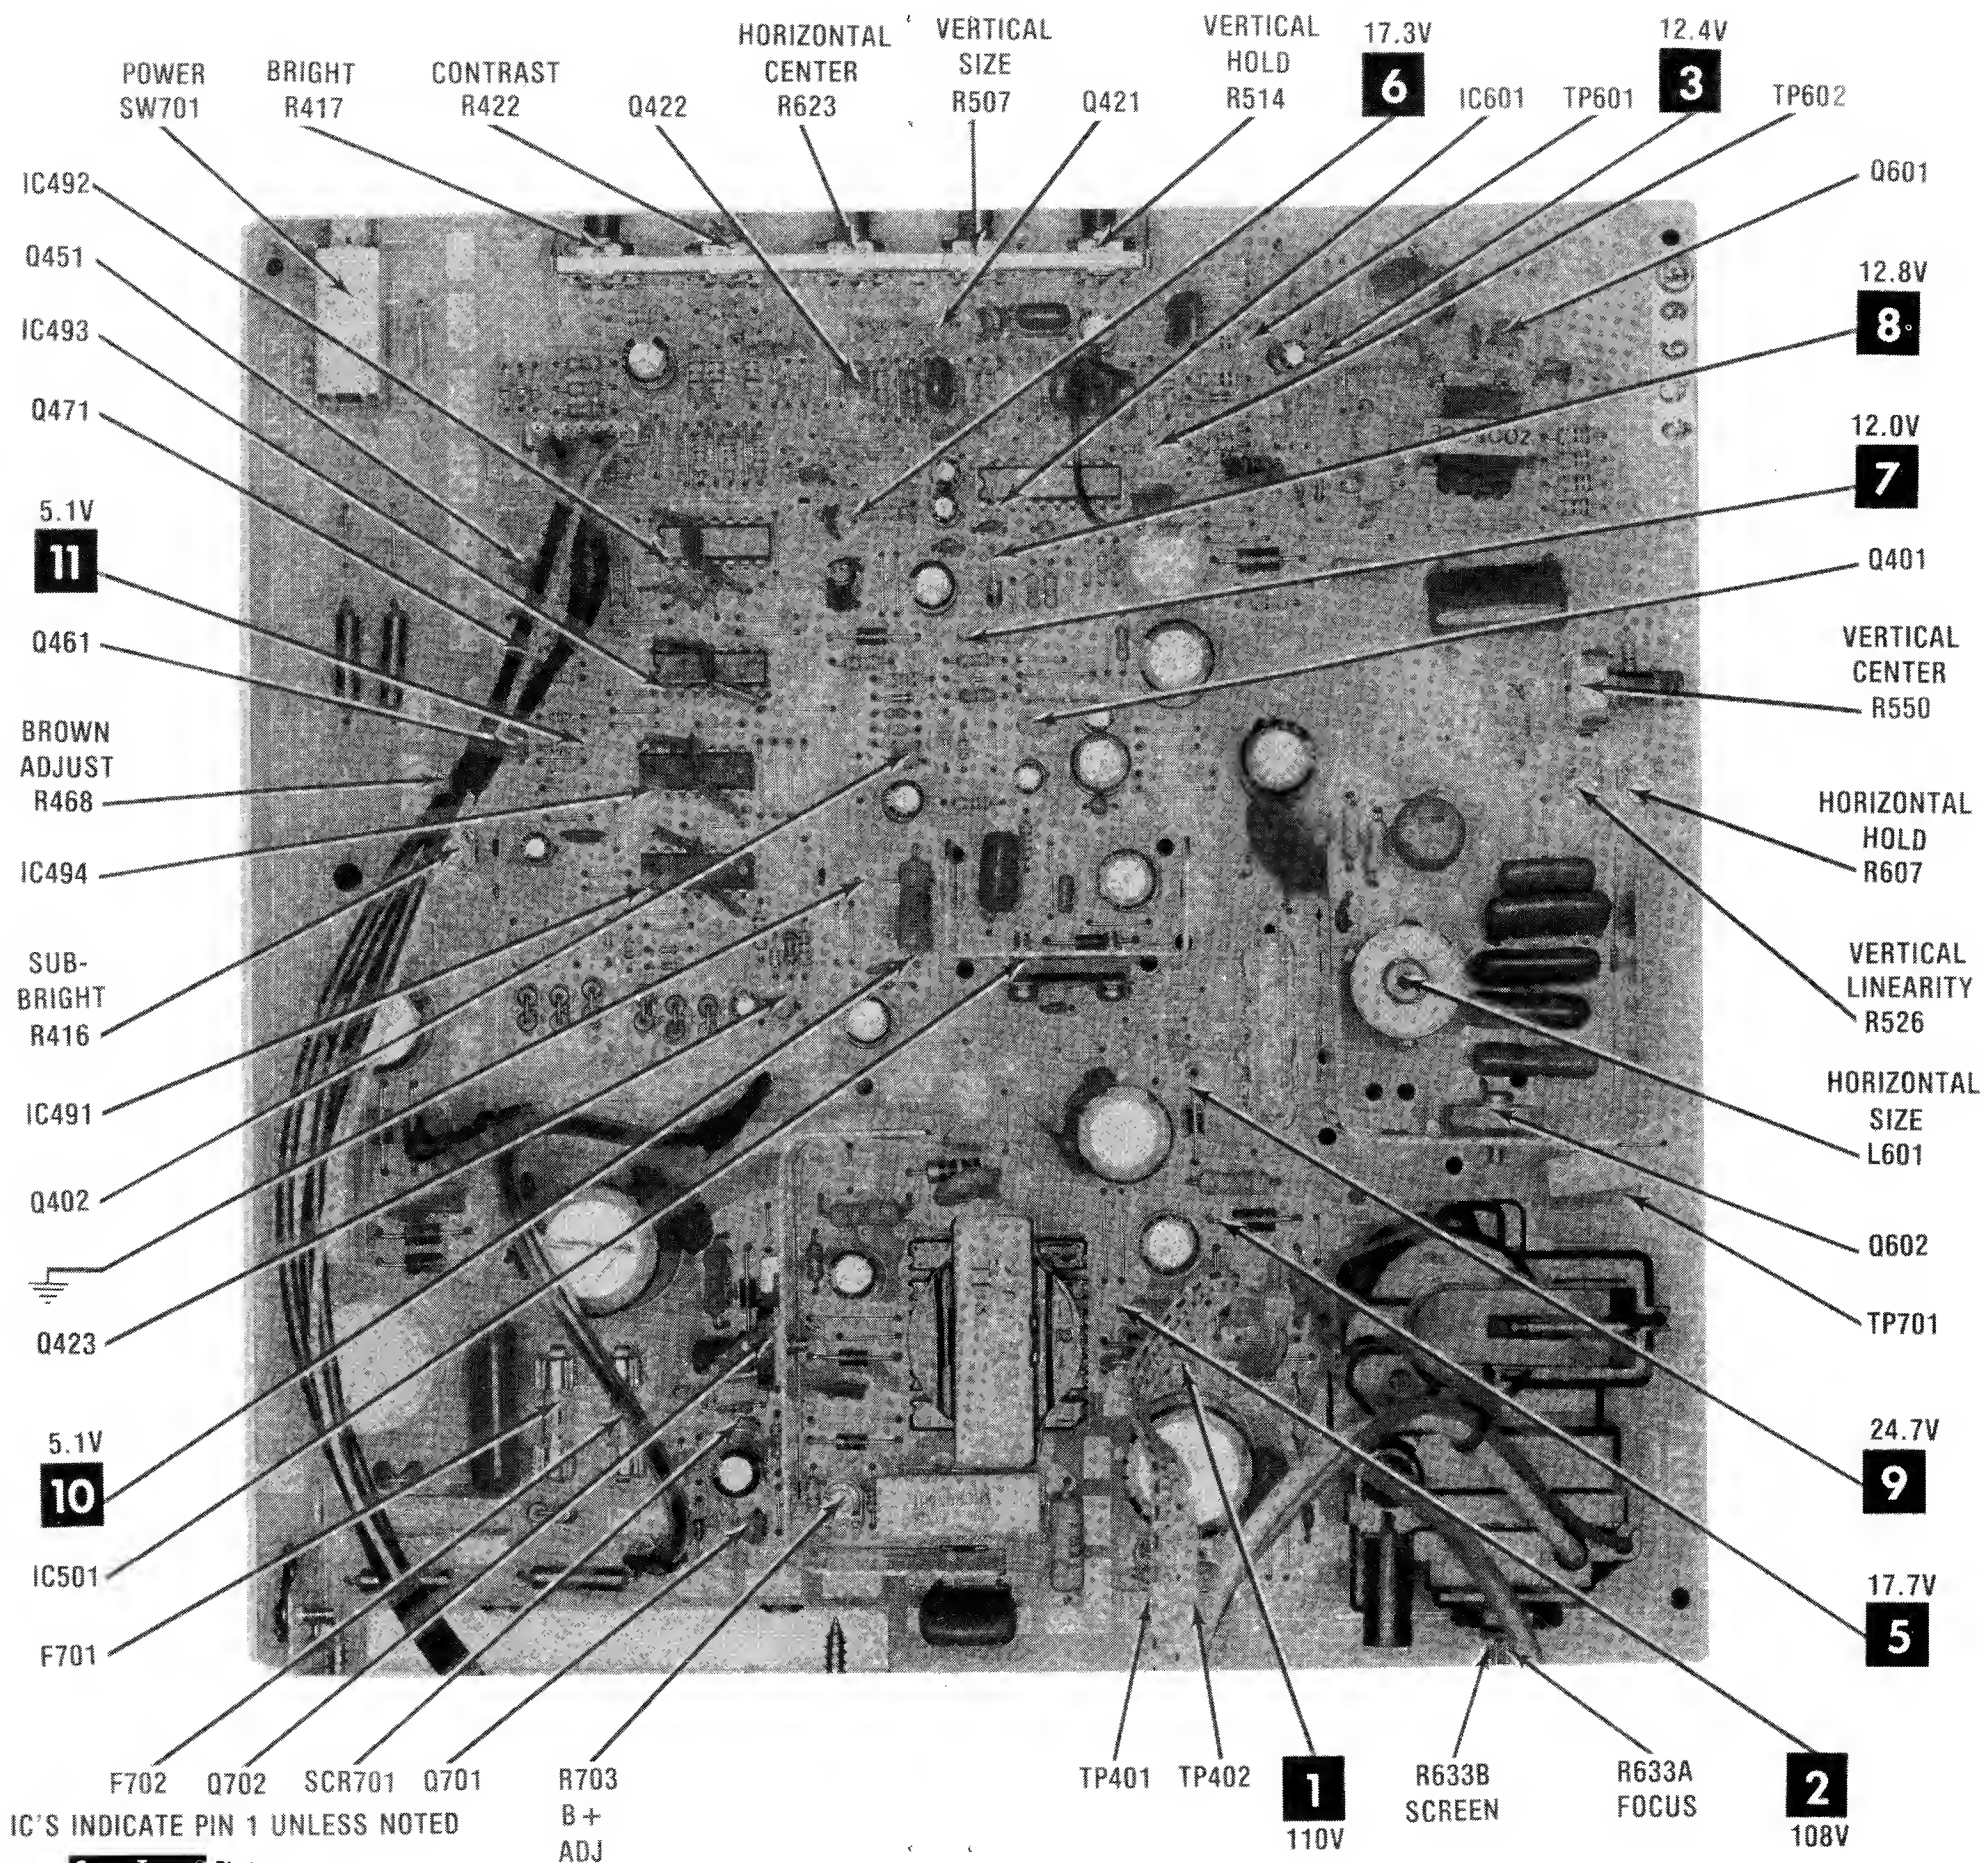 POWER
SW701
BRIGHT
R417
CONTRAST
R422
Q422
HORIZONTAL
CENTER
R623
VERTICAL
SIZE
R507
Q421
VERTICAL
HOLD
R514
17.3V
6
IC601
TP601
12.4V
3
TP602
IC492
Q451
IC493
Q471
5.1V
11
Q461
BROWN
ADJUST
R468
IC494
SUB-
BRIGHT
R416
IC491
Q402
Q423
5.1V
10
IC501
F701
Q601
12.8V
8
12.0V
7
Q401
VERTICAL
CENTER
R550
HORIZONTAL
HOLD
R607
VERTICAL
LINEARITY
R526
HORIZONTAL
SIZE
L601
Q602
TP701
24.7V
9
17.7V
5
F702
Q702
SCR701
Q701
R703
B+
ADJ
TP401
TP402
1
110V
R633B
SCREEN
R633A
FOCUS
2
108V
IC'S INDICATE PIN 1 UNLESS NOTED